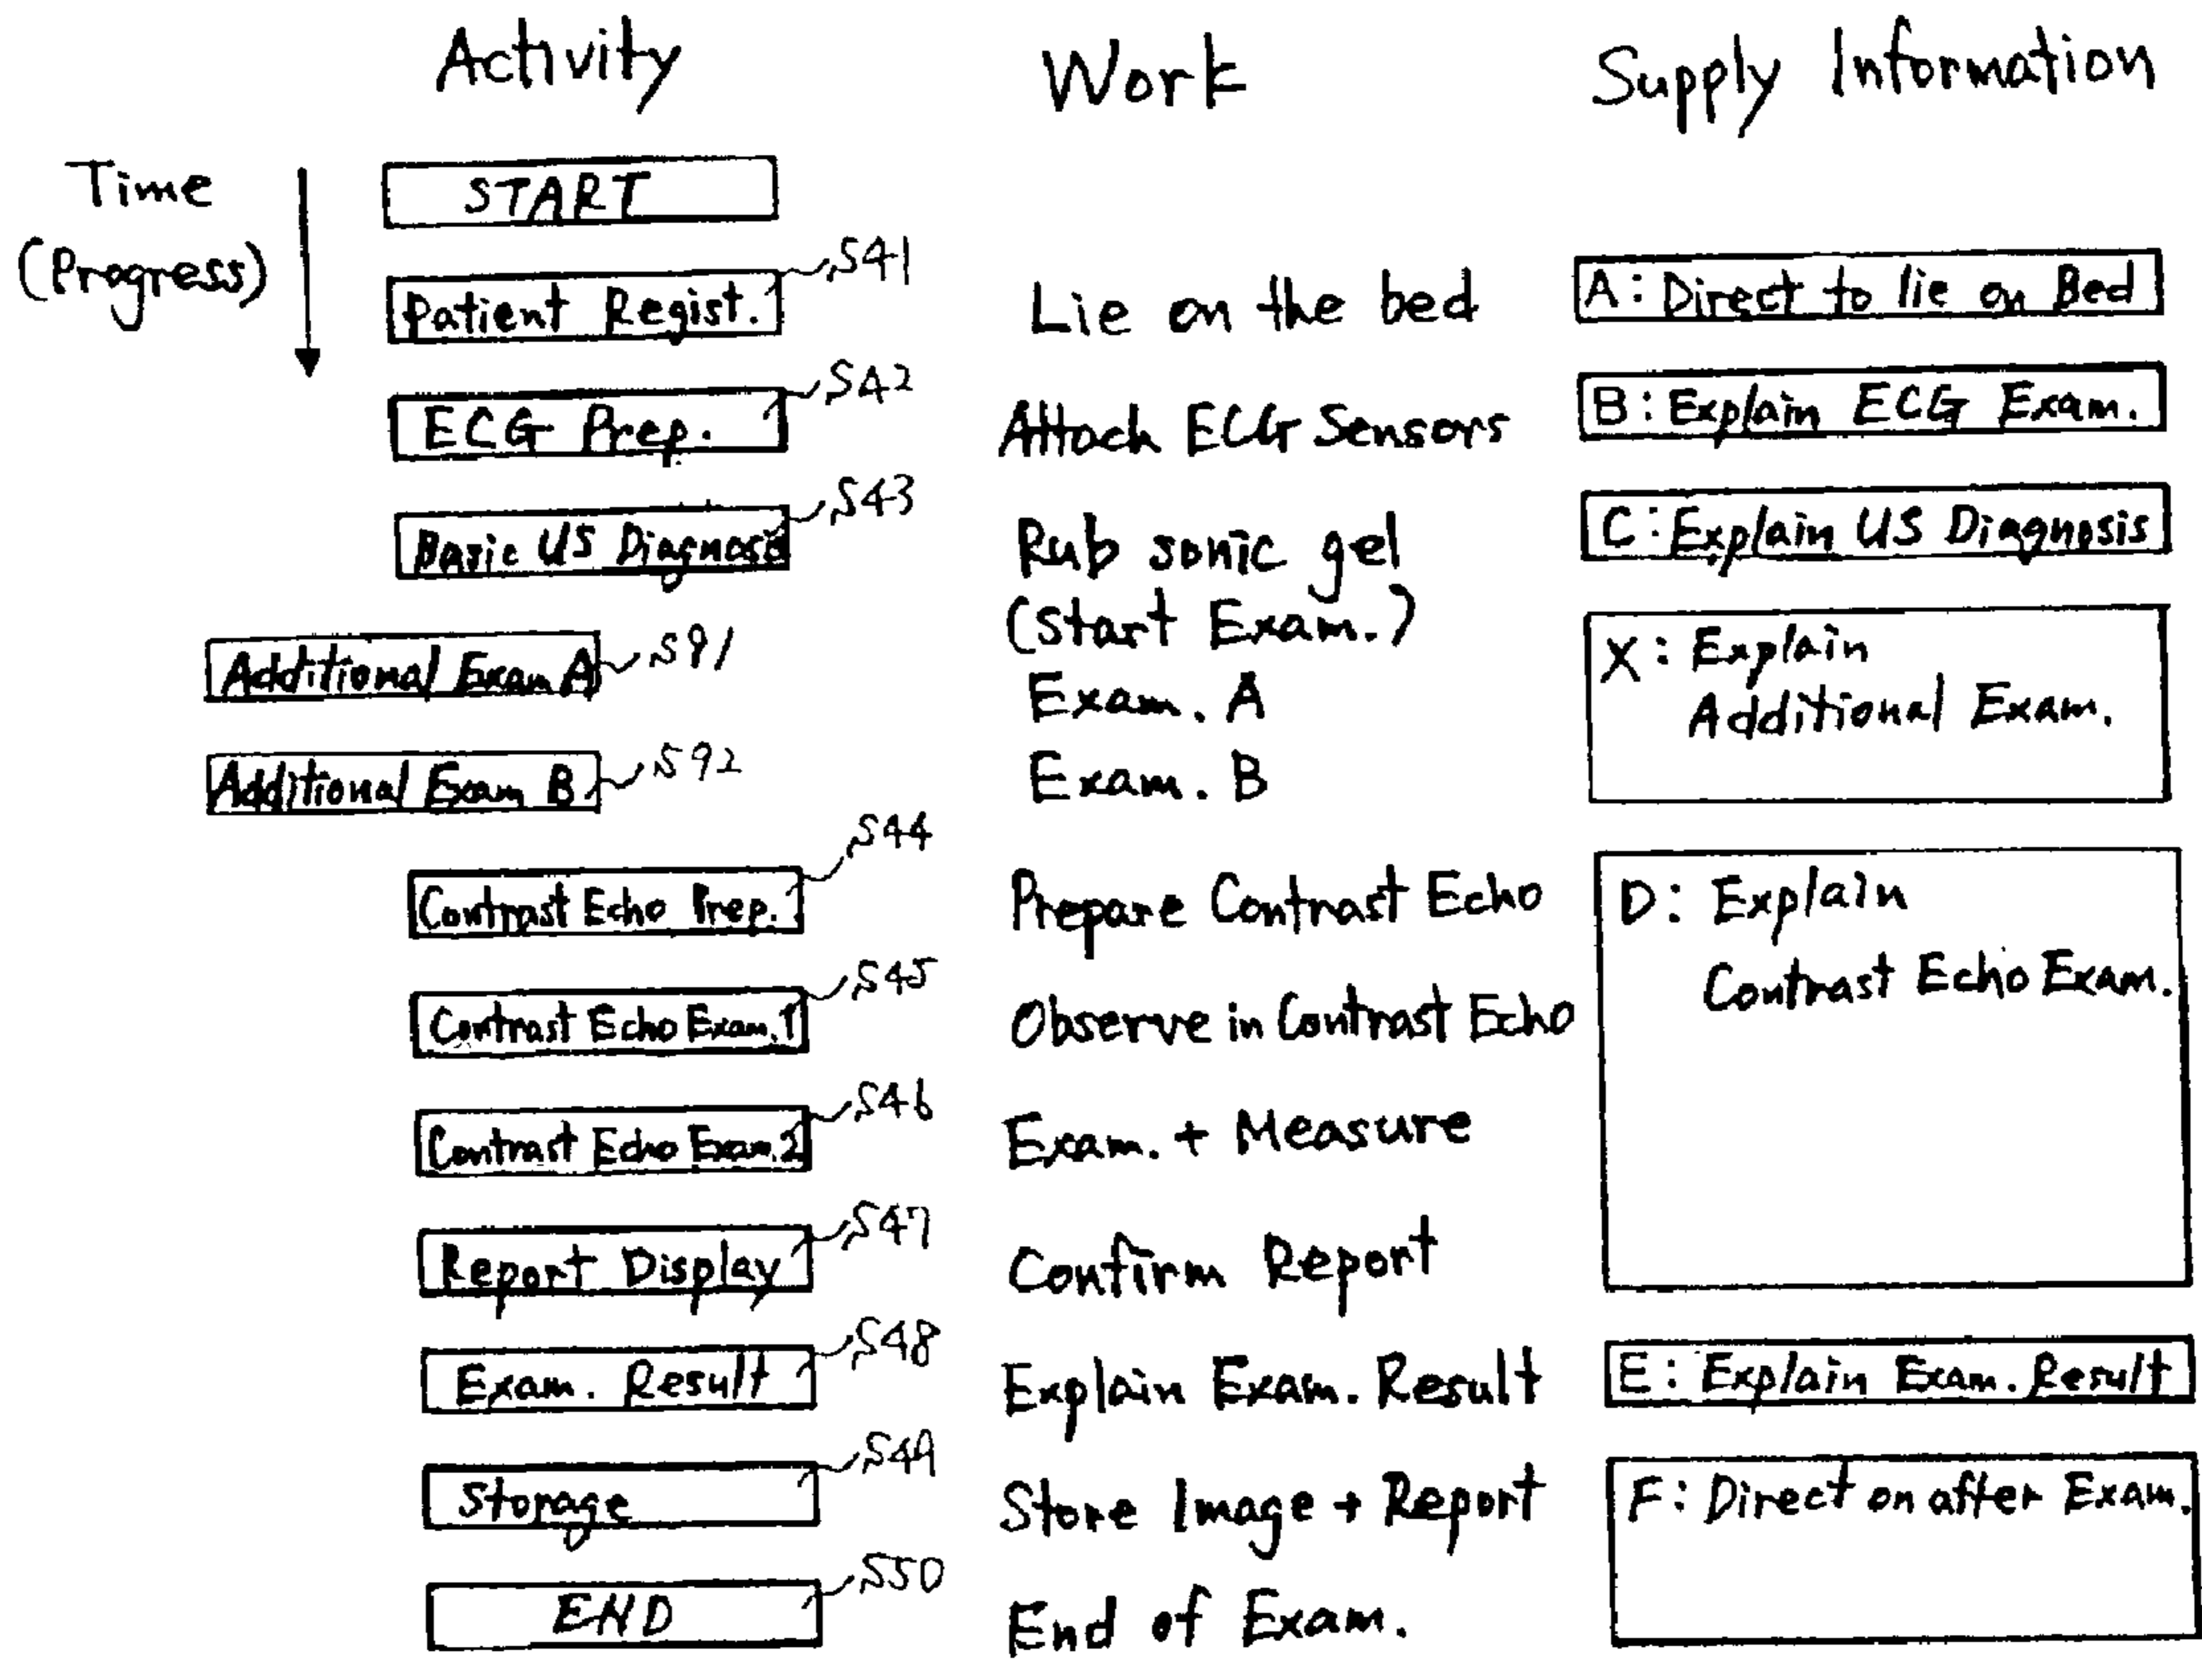 Activity Work Supply Information
Time
(Progress)
START
Patient Regist. S41 Lie on the bed A: Direct to lie on Bed
ECG Prep. S42 Attach ECG Sensors B: Explain ECG Exam.
Basic US Diagnosis S43 Rub sonic gel C: Explain US Diagnosis
(Start Exam.)
Additional Exam A S91 Exam. A X: Explain
Additional Exam.
Additional Exam B S92 Exam. B
Contrast Echo Prep. S44 Prepare Contrast Echo D: Explain
Contrast Echo Exam.
Contrast Echo Exam.1 S45 Observe in Contrast Echo
Contrast Echo Exam.2 S46 Exam. + Measure
Report Display S47 Confirm Report
Exam. Result S48 Explain Exam. Result E: Explain Exam. Result
Storage S49 Store Image + Report F: Direct on after Exam.
END S50 End of Exam.